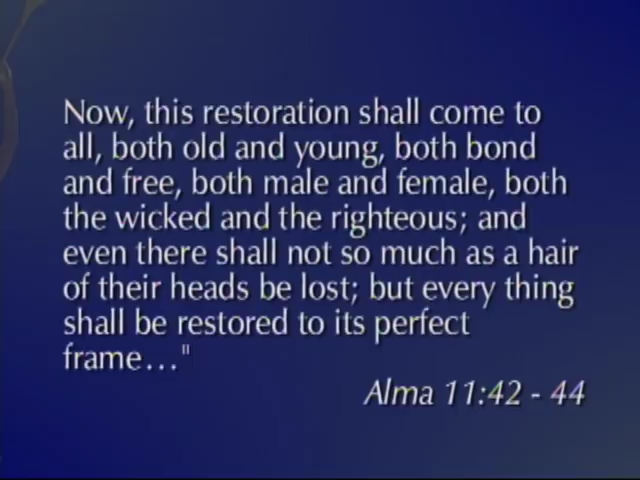 Now, this restoration shall come to
all, both old and young, both bond
and free, both male and female, both
the wicked and the righteous; and
even there shall not so much as a hair
of their heads be lost; but every thing
shall be restored to its perfect
frame..."
Alma 11:42 - 44